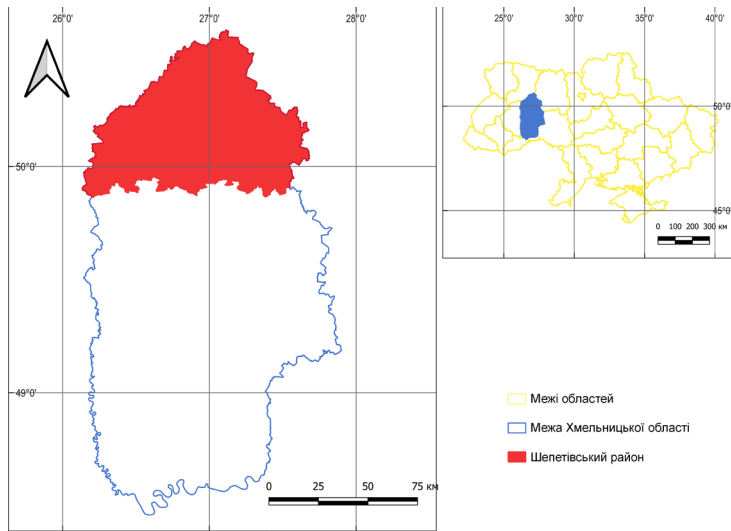 26°0'
27°0'
28°0'
25°0'
30°0'
35°0'
40°0'
50°0'
50°0'
45°0'
0 100 200 300 км
49°0'
Межі областей
Межа Хмельницької області
Шепетівський район
0 25 50 75 км